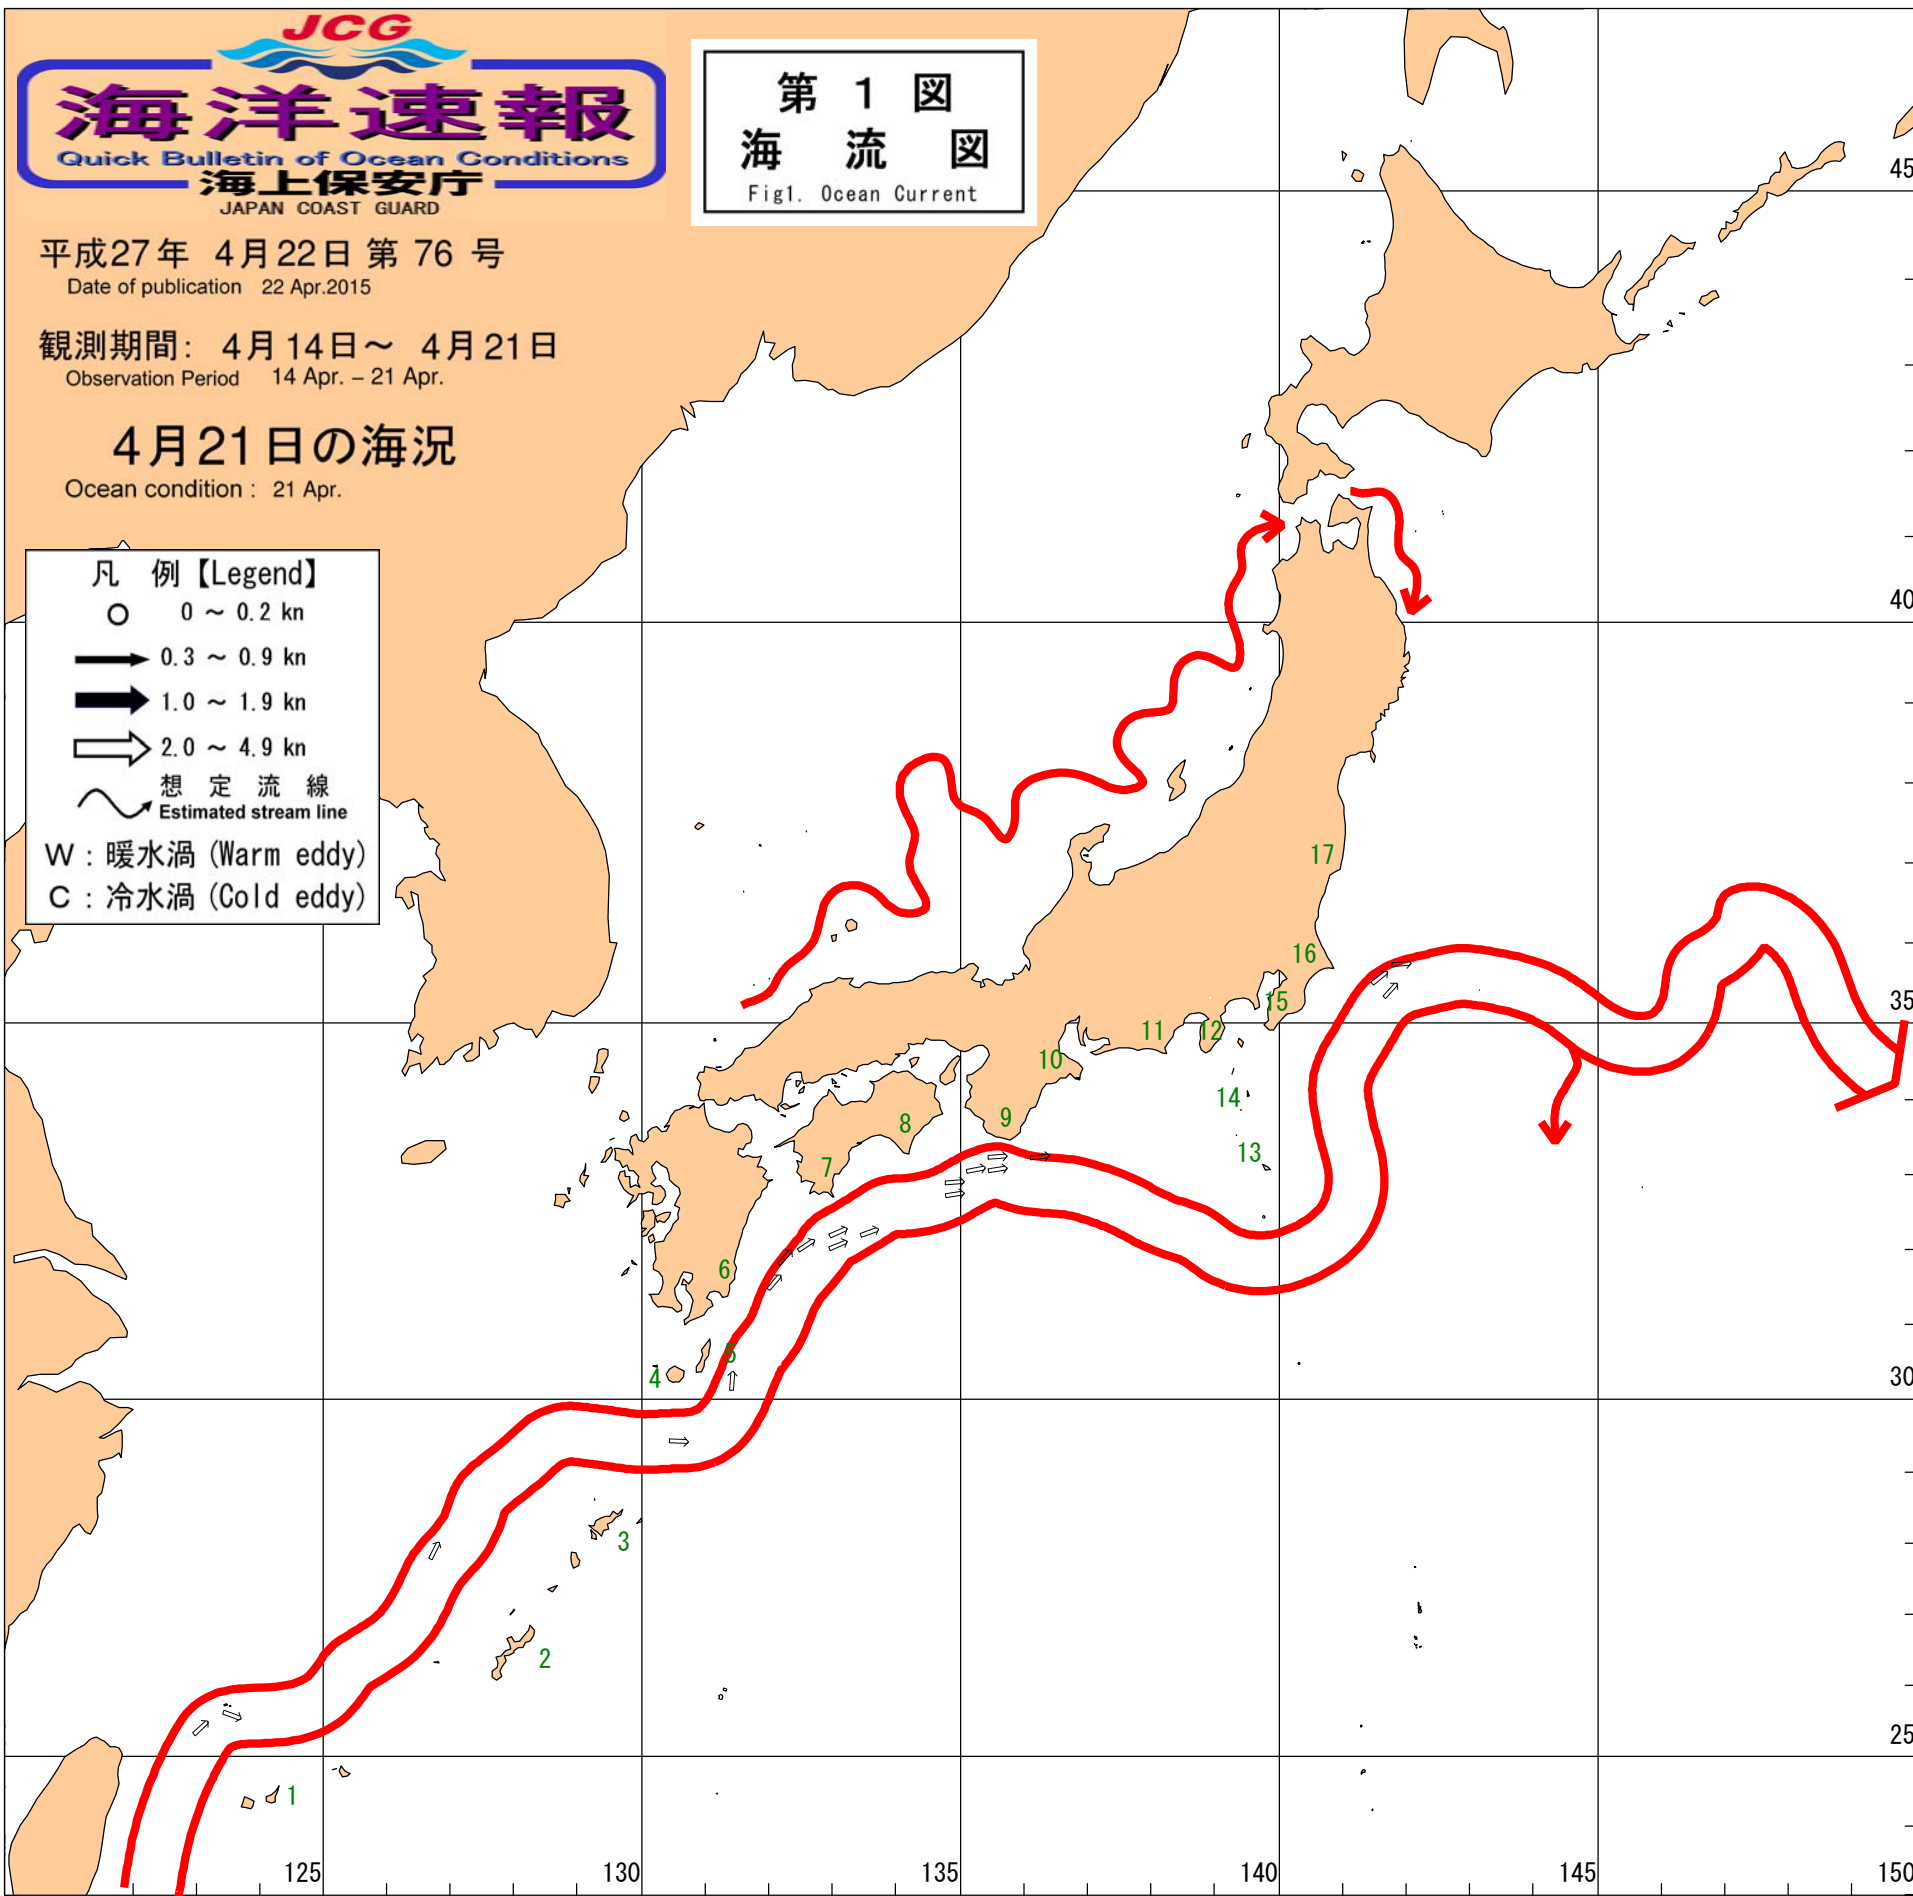 JCG
海洋速報
Quick Bulletin of Ocean Conditions
海上保安庁
JAPAN COAST GUARD
第 1 図
海 流 図
Fig1. Ocean Current
平成27年 4月22日 第 76 号
Date of publication 22 Apr.2015
観測期間: 4月14日～ 4月21日
Observation Period 14 Apr. – 21 Apr.
4月21日の海況
Ocean condition : 21 Apr.
凡 例【Legend】
0 ～ 0.2 kn
0.3 ～ 0.9 kn
1.0 ～ 1.9 kn
2.0 ～ 4.9 kn
想 定 流 線
Estimated stream line
W : 暖水渦 (Warm eddy)
C : 冷水渦 (Cold eddy)
45
40
17
16
35
15
12
11
10
14
9
8
13
7
6
5
4
30
3
2
25
1
125
130
135
140
145
150